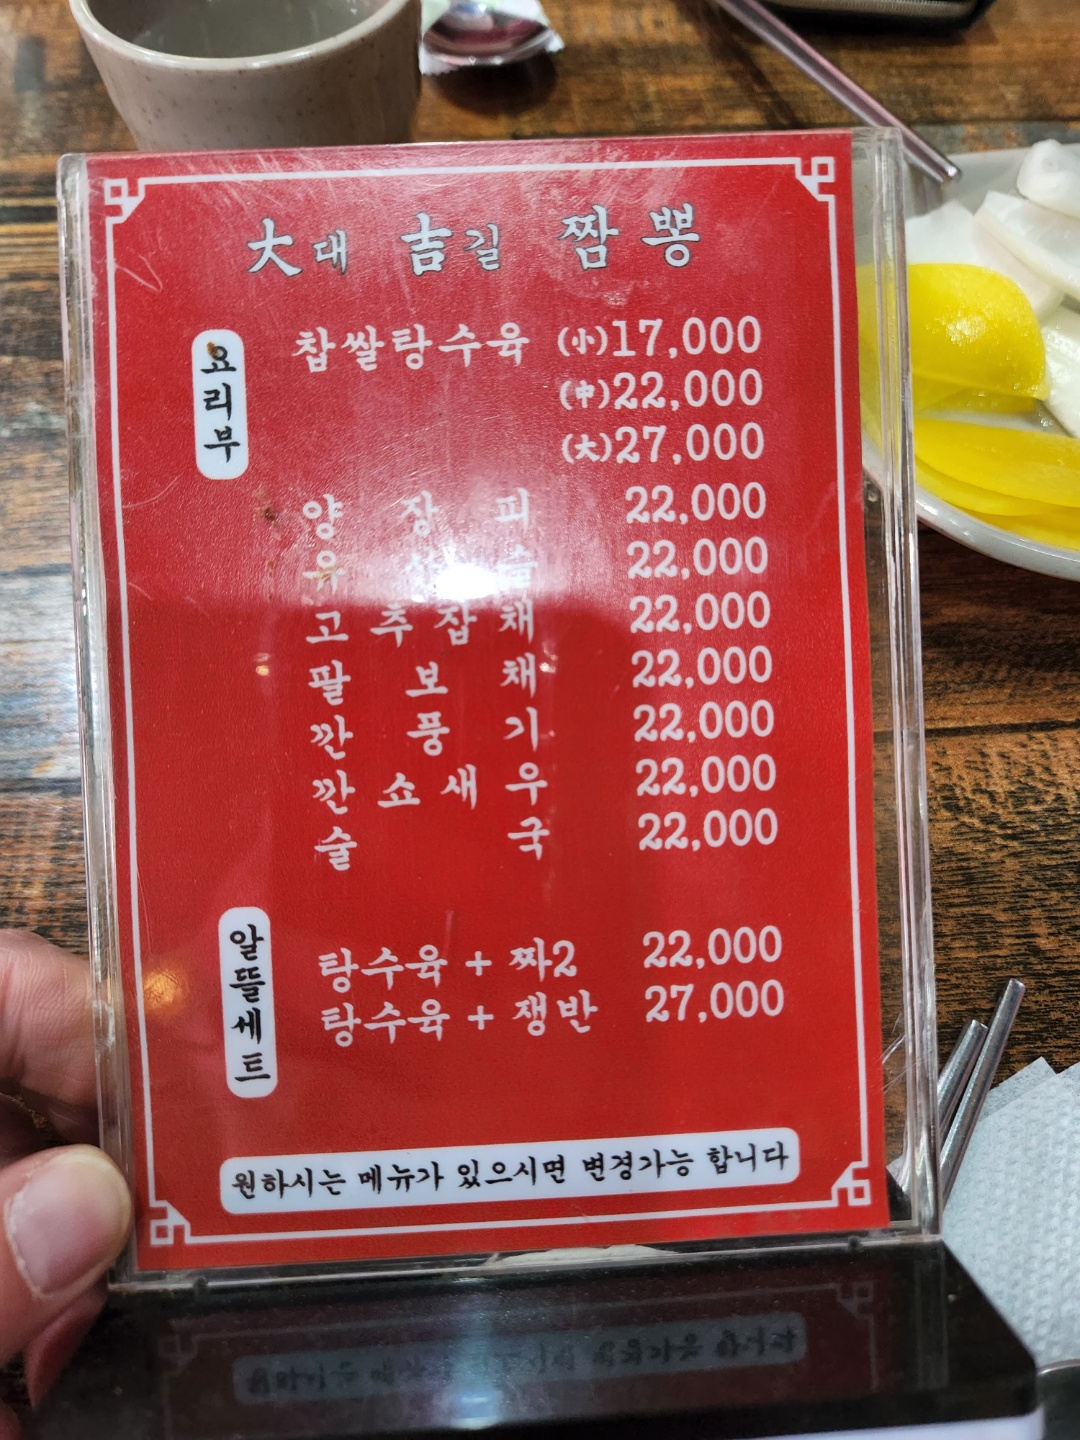 大대 吉길 짬뽕
요리부
찹쌀탕수육 (小)17,000
(中)22,000
(大)27,000
양장피 22,000
유산슬 22,000
고추잡채 22,000
팔보채 22,000
깐풍기 22,000
깐쇼새우 22,000
술국 22,000
알뜰세트
탕수육 + 짜2 22,000
탕수육 + 쟁반 27,000
원하시는 메뉴가 있으시면 변경가능 합니다